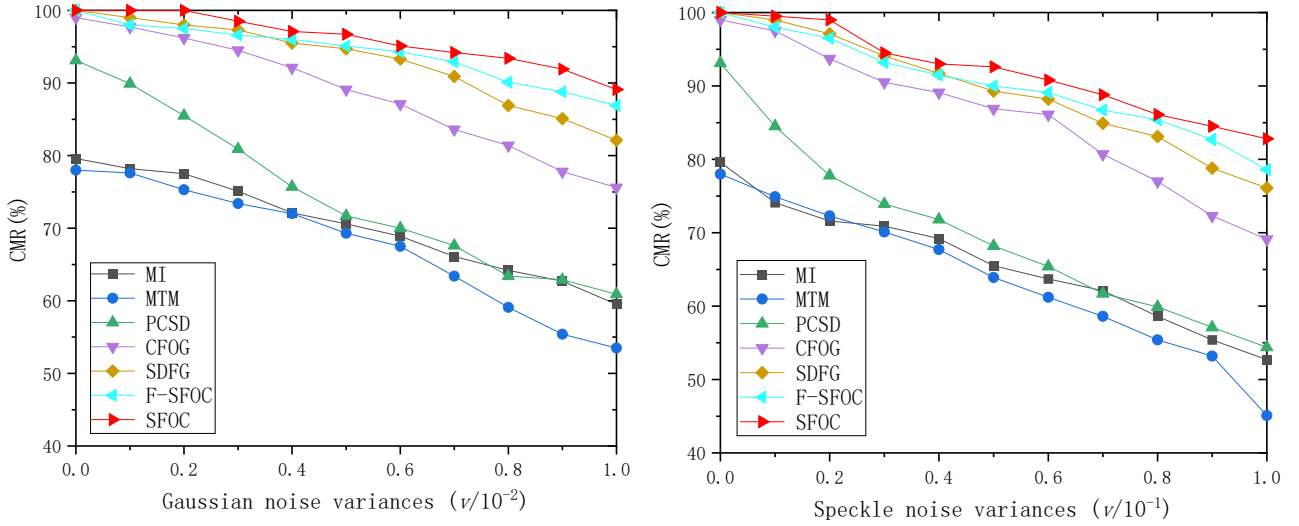 100
90
80
70
60
50
40
CMR(%)
MI
MTM
PCSD
CFOG
SDFG
F-SFOC
SFOC
0.0 0.2 0.4 0.6 0.8 1.0
Gaussian noise variances (v/10-2)
100
90
80
70
60
50
40
CMR(%)
MI
MTM
PCSD
CFOG
SDFG
F-SFOC
SFOC
0.0 0.2 0.4 0.6 0.8 1.0
Speckle noise variances (v/10-1)